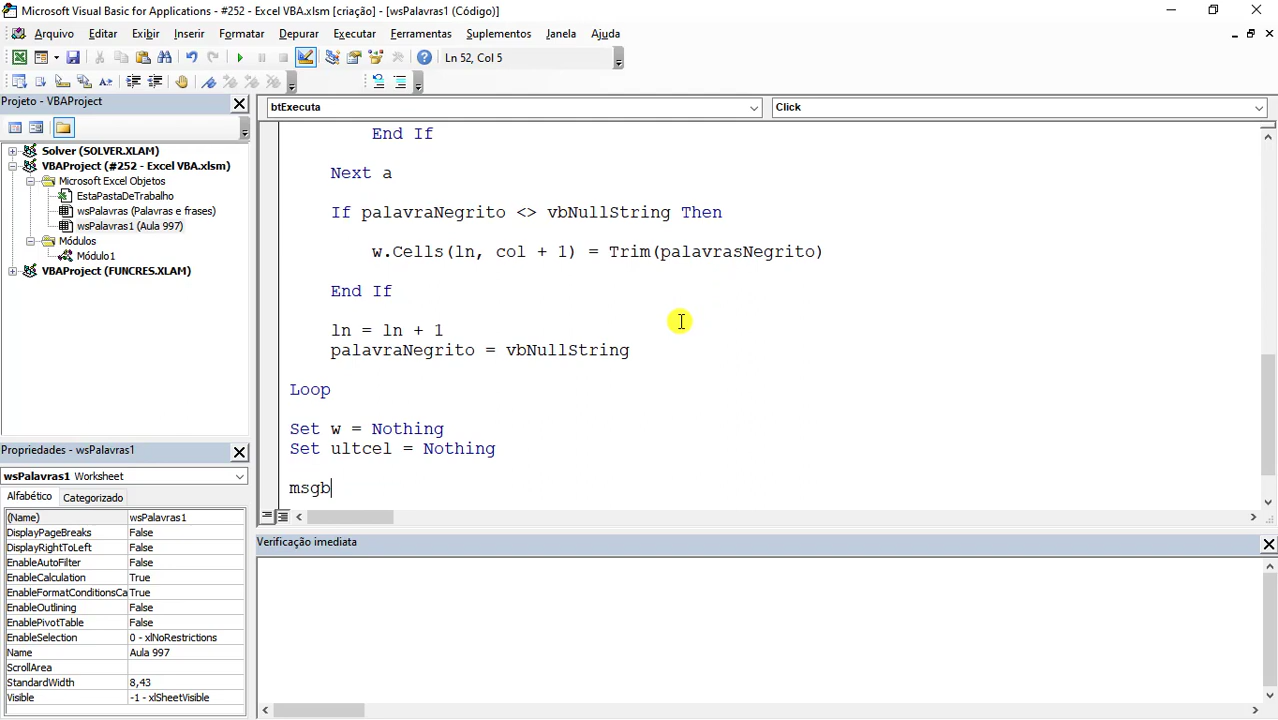 Microsoft Visual Basic for Applications - #252 - Excel VBA.xlsm [criação] - [wsPalavras1 (Código)]
Arquivo Editar Exibir Inserir Formatar Depurar Executar Ferramentas Suplementos Janela Ajuda
Ln 52, Col 5
Projeto - VBAProject
btExecuta
Click
Solver (SOLVER.XLAM)
VBAProject (#252 - Excel VBA.xlsm)
Microsoft Excel Objetos
EstaPastaDeTrabalho
wsPalavras (Palavras e frases)
wsPalavras1 (Aula 997)
Módulos
Módulo1
VBAProject (FUNCRES.XLAM)
End If
Next a
If palavraNegrito <> vbNullString Then
w.Cells(ln, col + 1) = Trim(palavrasNegrito)
End If
ln = ln + 1
palavraNegrito = vbNullString
Loop
Set w = Nothing
Set ultcel = Nothing
msgb
Propriedades - wsPalavras1
wsPalavras1 Worksheet
Alfabético Categorizado
(Name) wsPalavras1
DisplayPageBreaks False
DisplayRightToLeft False
EnableAutoFilter False
EnableCalculation True
EnableFormatConditionsCa True
EnableOutlining False
EnablePivotTable False
EnableSelection 0 - xlNoRestrictions
Name Aula 997
ScrollArea
StandardWidth 8,43
Visible -1 - xlSheetVisible
Verificação imediata